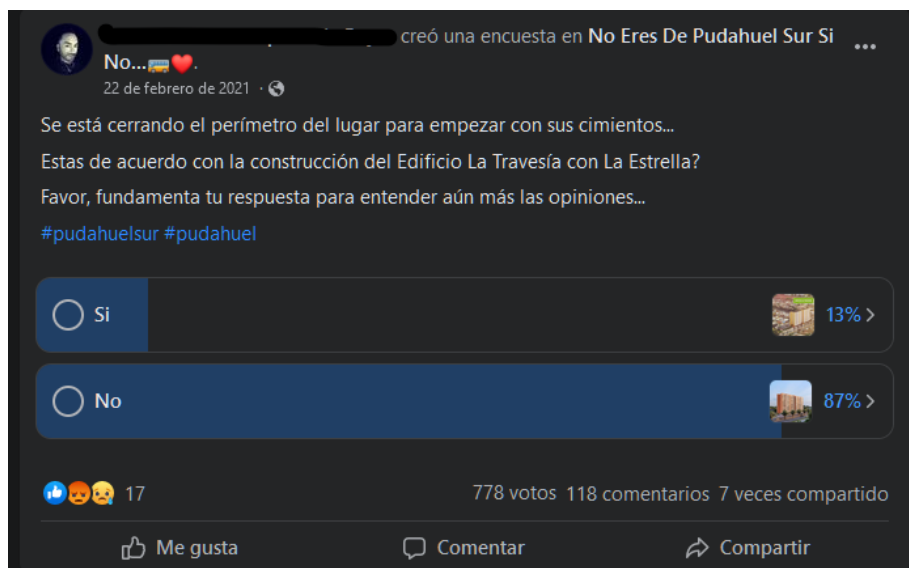 creó una encuesta en No Eres De Pudahuel Sur Si
No...🚎❤️.
22 de febrero de 2021 ·
Se está cerrando el perímetro del lugar para empezar con sus cimientos...
Estas de acuerdo con la construcción del Edificio La Travesía con La Estrella?
Favor, fundamenta tu respuesta para entender aún más las opiniones...
#pudahuelsur #pudahuel
Si 13%
No 87%
17 778 votos 118 comentarios 7 veces compartido
Me gusta Comentar Compartir